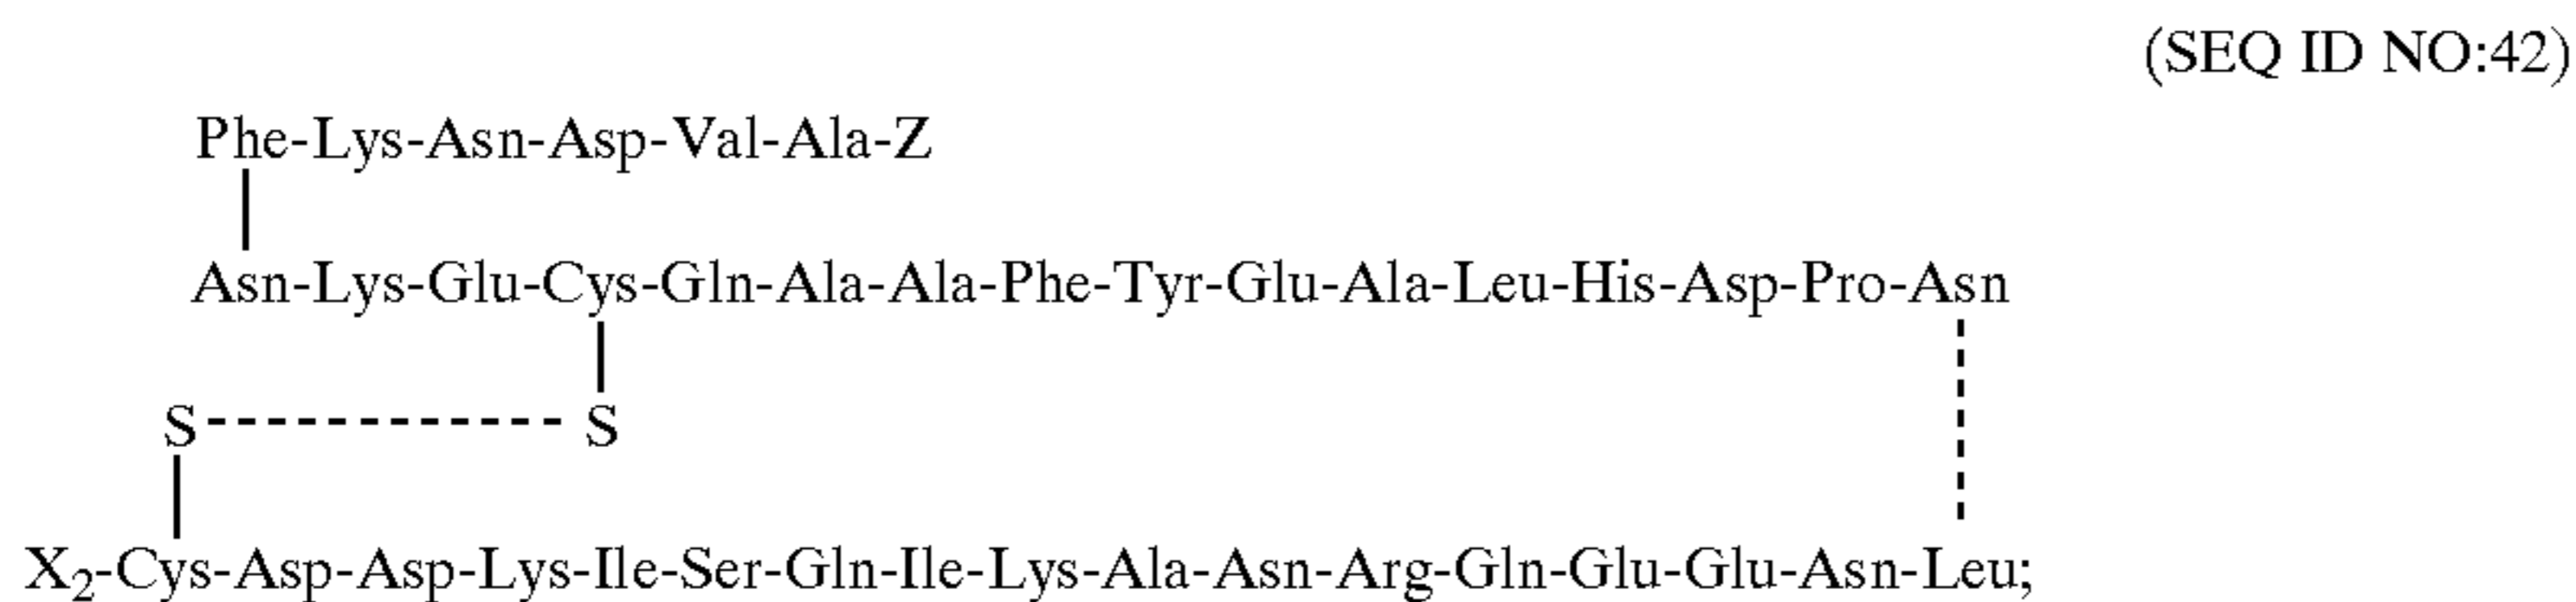 (SEQ ID NO:42)
Phe-Lys-Asn-Asp-Val-Ala-Z
Asn-Lys-Glu-Cys-Gln-Ala-Ala-Phe-Tyr-Glu-Ala-Leu-His-Asp-Pro-Asn
S S
X₂-Cys-Asp-Asp-Lys-Ile-Ser-Gln-Ile-Lys-Ala-Asn-Arg-Gln-Glu-Glu-Asn-Leu;